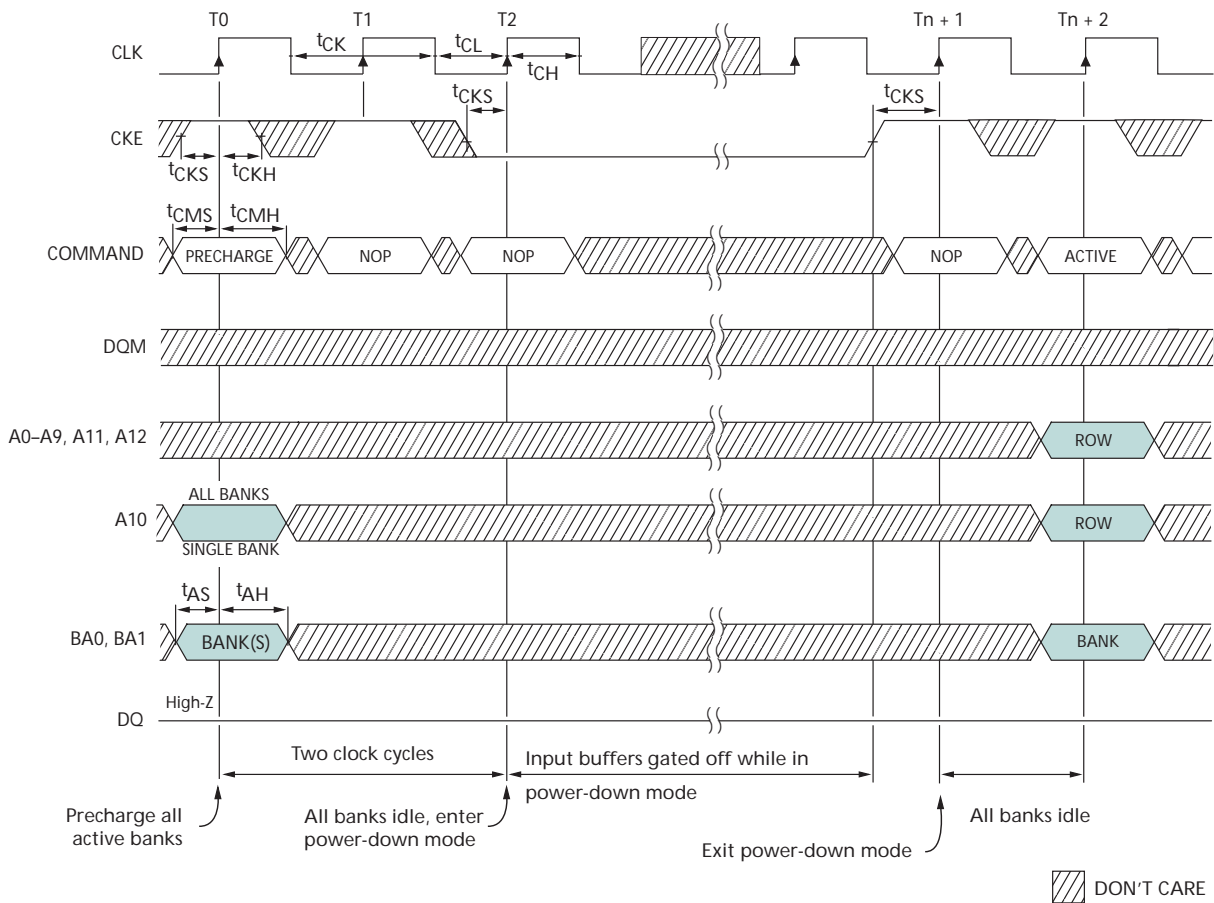 T0 T1 T2 Tn + 1 Tn + 2
CLK
tCK tCL tCH
tCKS tCKS
CKE
tCKS tCKH
tCMS tCMH
COMMAND PRECHARGE NOP NOP NOP ACTIVE
DQM
A0–A9, A11, A12 ROW
ALL BANKS
A10 ROW
SINGLE BANK
tAS tAH
BA0, BA1 BANK(S) BANK
High-Z
DQ
Two clock cycles
Input buffers gated off while in
power-down mode
Precharge all
active banks
All banks idle, enter
power-down mode
Exit power-down mode
All banks idle
DON'T CARE